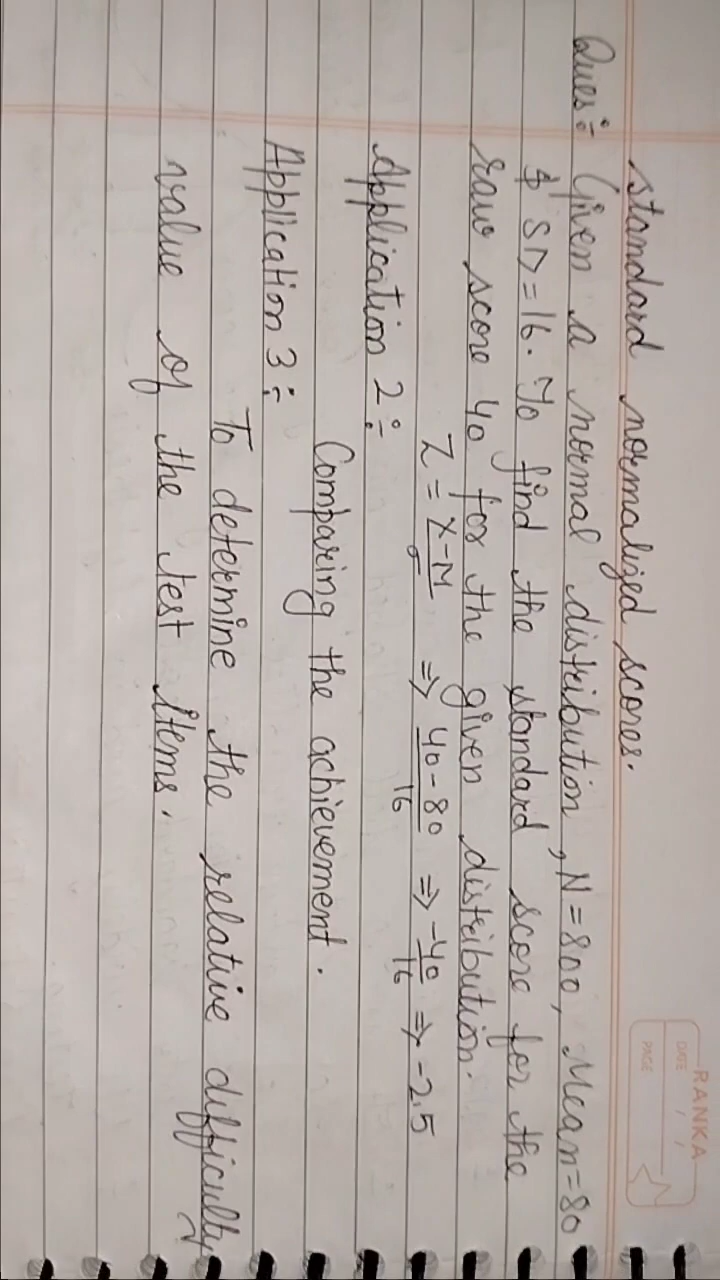 RANKA
DATE / /
PAGE
standard normalized scores.
Ques:- Given a normal distribution, N=800, Mean=80
& SD=16. To find the standard score for the
raw score 40 for the given distribution.
Z = X-M/σ ⇒ 40-80/16 ⇒ -40/16 ⇒ -2.5
Application 2:-
Comparing the achievement.
Application 3:-
To determine the relative difficulty
value of the test items.